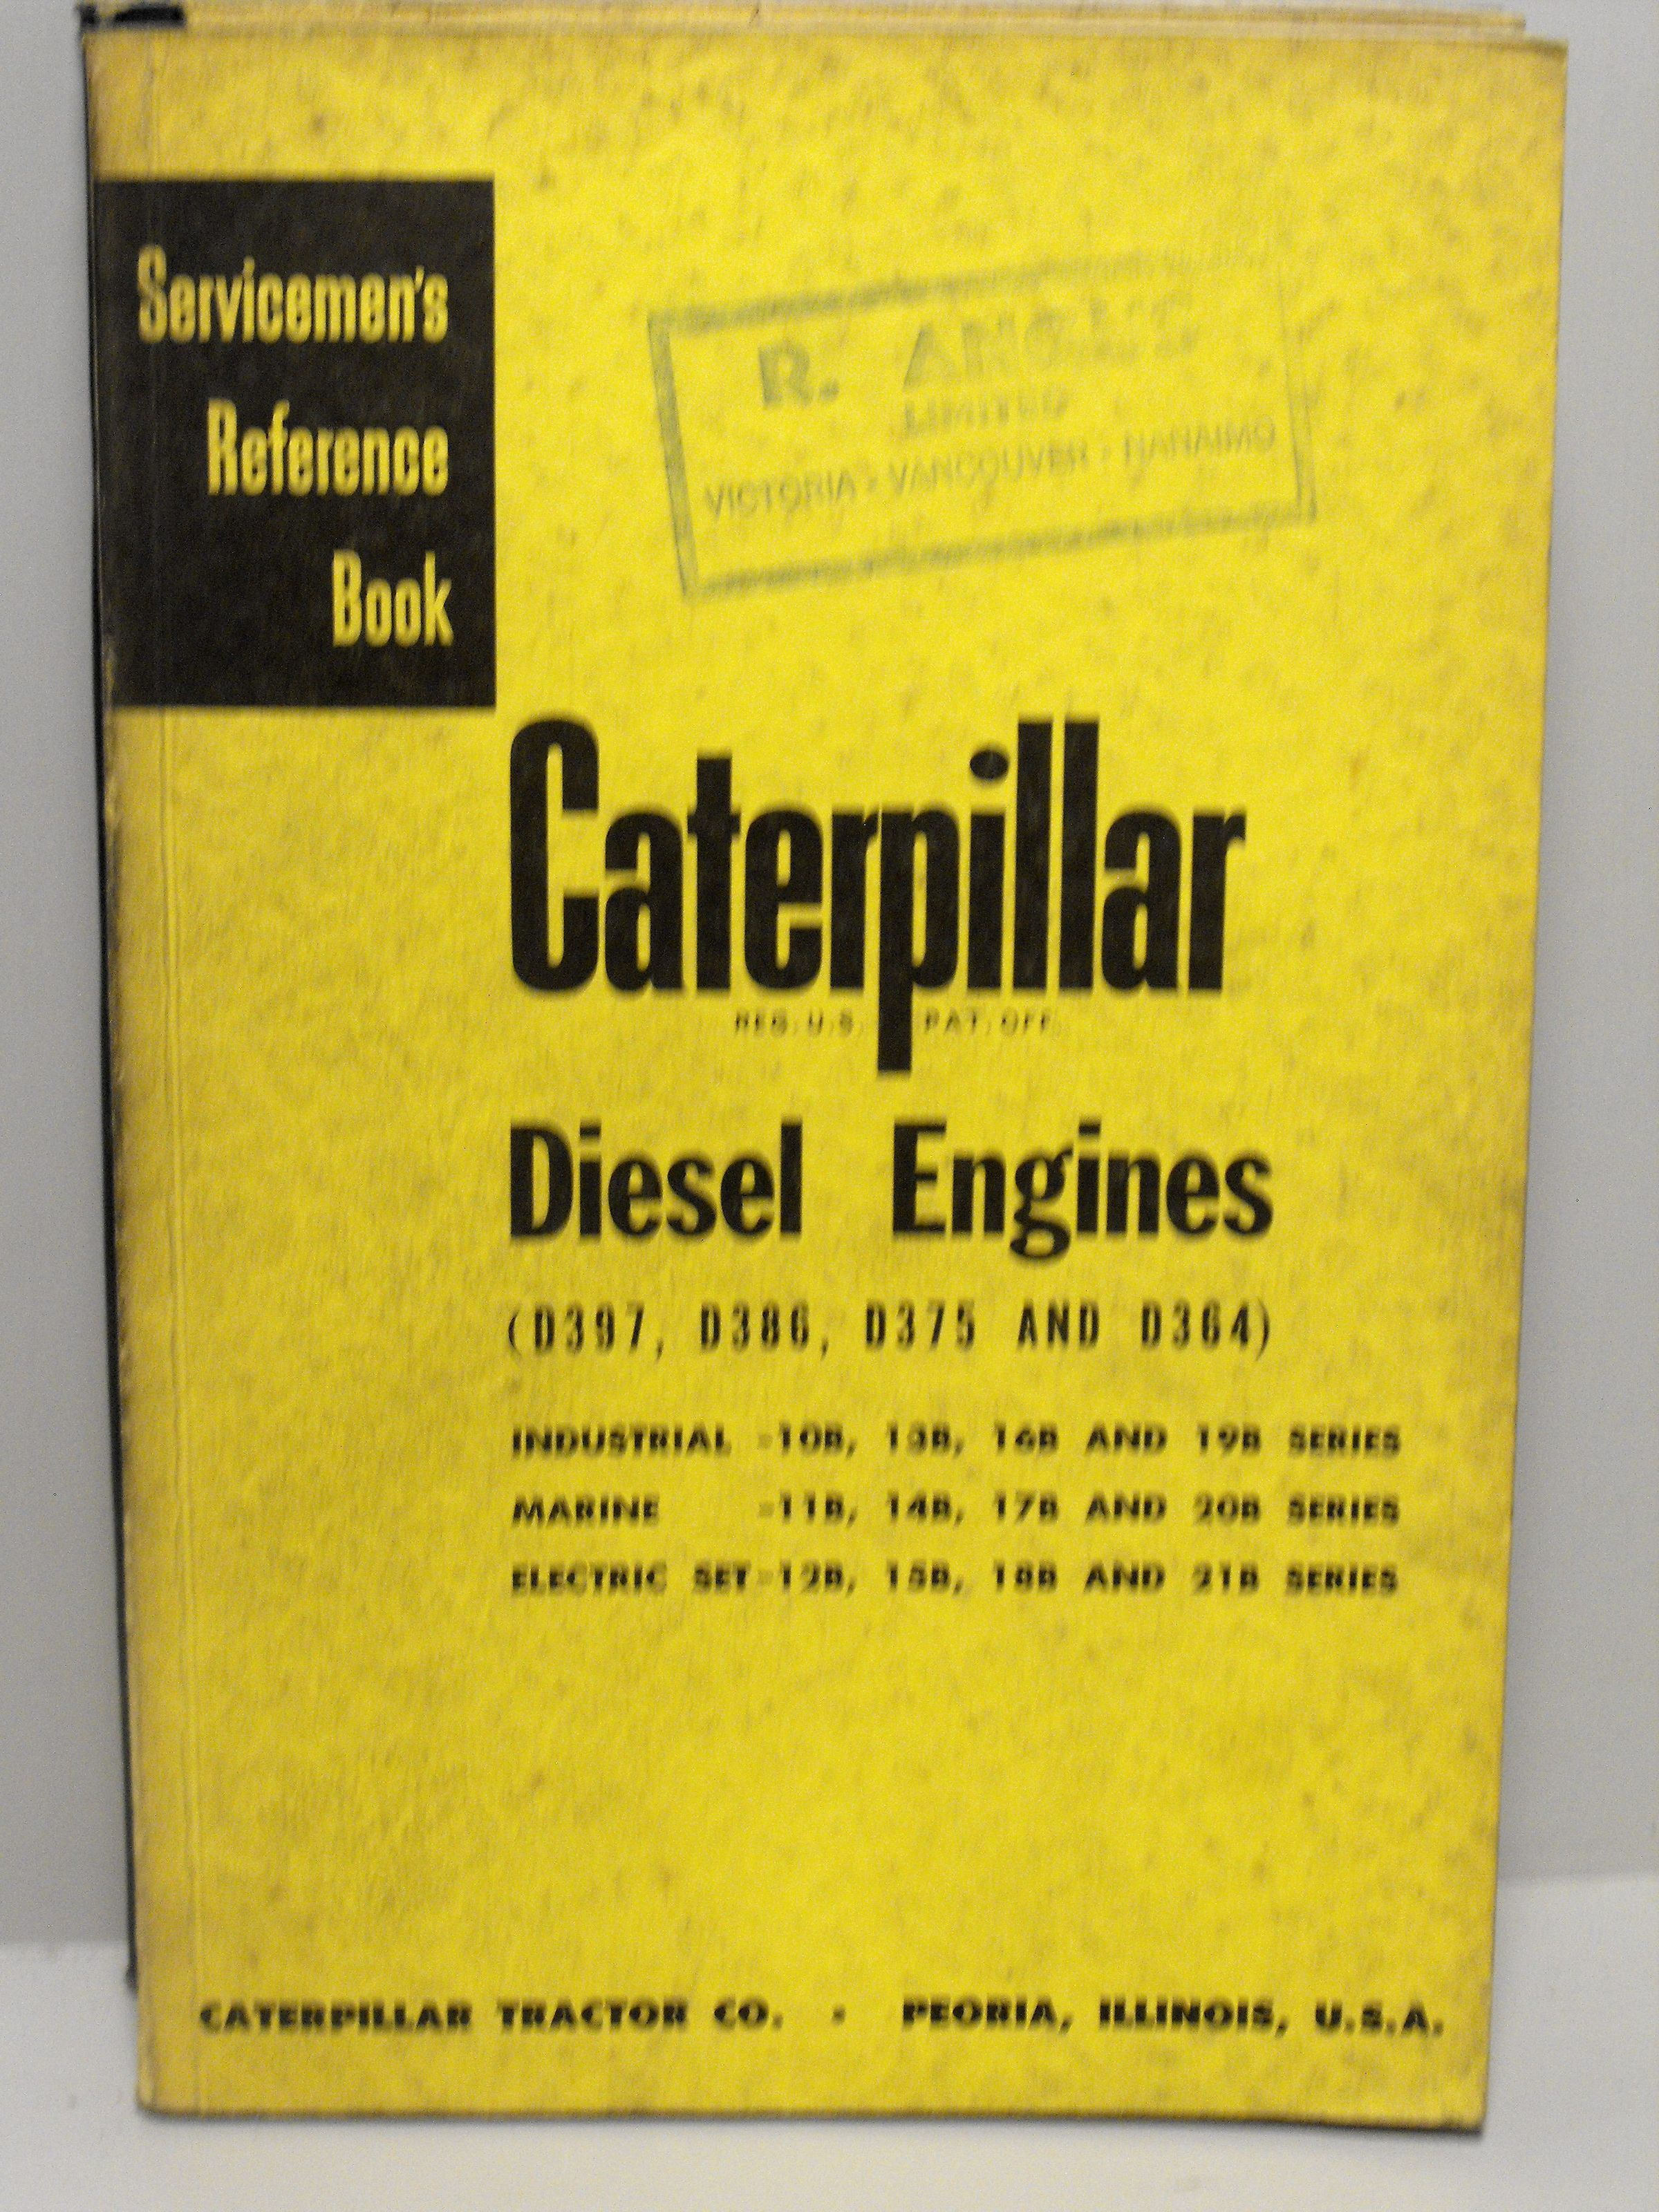 Servicemen's
Reference
Book
R.
LIMITED
VICTORIA - VANCOUVER - NANAIMO
Caterpillar
REG. U.S. PAT. OFF.
Diesel Engines
(D397, D386, D375 AND D364)
INDUSTRIAL -10B, 13B, 16B AND 19B SERIES
MARINE -11B, 14B, 17B AND 20B SERIES
ELECTRIC SET-12B, 15B, 18B AND 21B SERIES
CATERPILLAR TRACTOR CO. · PEORIA, ILLINOIS, U.S.A.